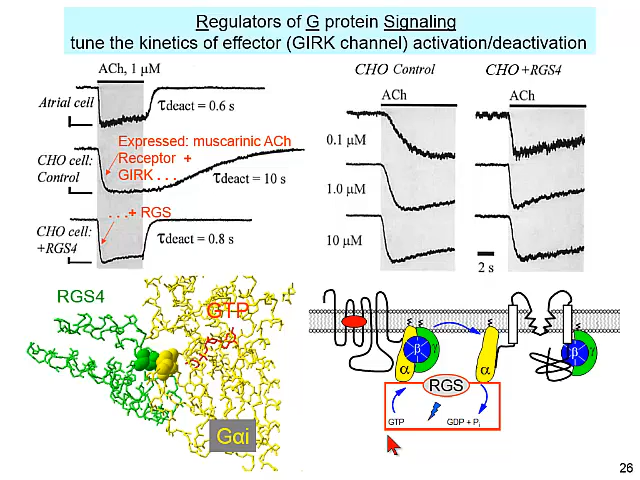 Regulators of G protein Signaling
tune the kinetics of effector (GIRK channel) activation/deactivation
ACh, 1 μM
Atrial cell
τdeact = 0.6 s
Expressed: muscarinic ACh
Receptor +
GIRK . . .
CHO cell:
Control
τdeact = 10 s
. . .+ RGS
CHO cell:
+RGS4
τdeact = 0.8 s
CHO Control
CHO +RGS4
ACh
ACh
0.1 μM
1.0 μM
10 μM
2 s
RGS4
GTP
Gαi
β
γ
α
α
β
γ
RGS
GTP
GDP + Pi
26